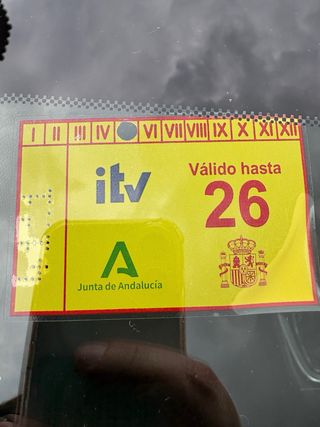 I II III IV VI VII VIII IX X XI XII
itv
Válido hasta
26
Junta de Andalucía